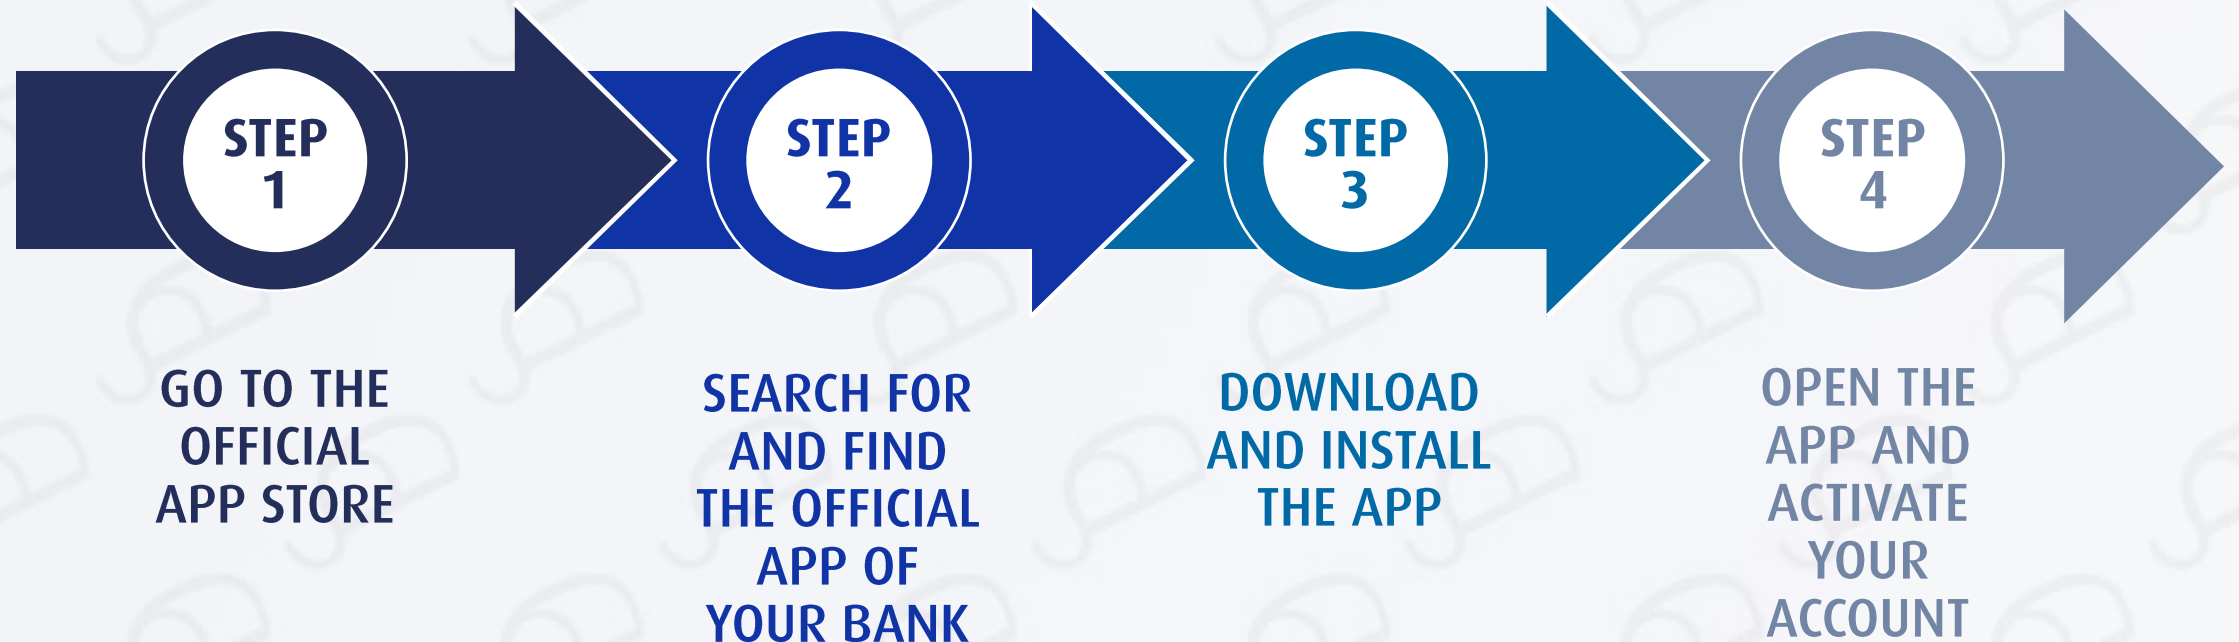 STEP
1
STEP
2
STEP
3
STEP
4
GO TO THE
OFFICIAL
APP STORE
SEARCH FOR
AND FIND
THE OFFICIAL
APP OF
YOUR BANK
DOWNLOAD
AND INSTALL
THE APP
OPEN THE
APP AND
ACTIVATE
YOUR
ACCOUNT